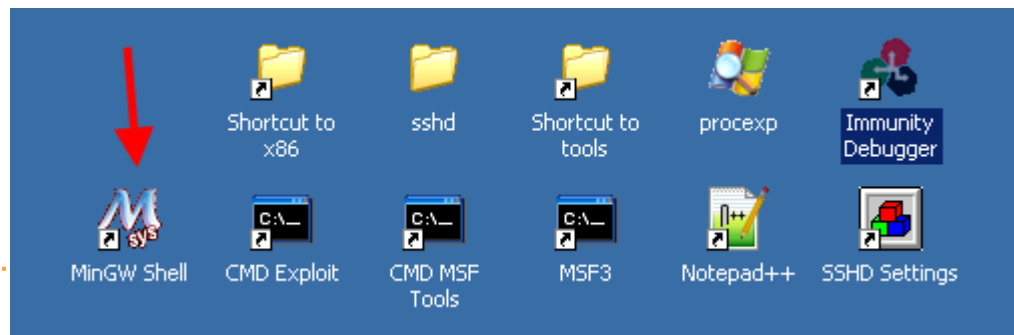 Shortcut to
x86
sshd
Shortcut to
tools
procexp
Immunity
Debugger
M
sys
C:\_
C:\_
C:\_
++
MinGW Shell
CMD Exploit
CMD MSF
Tools
MSF3
Notepad++
SSHD Settings